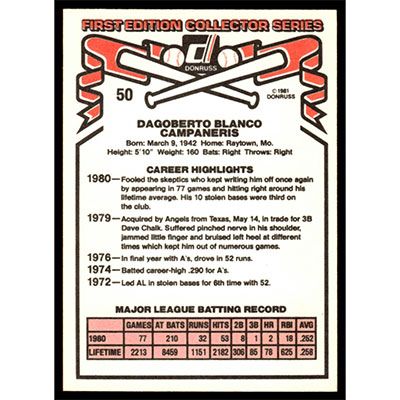 FIRST EDITION COLLECTOR SERIES
DONRUSS
50
© 1981
DONRUSS
DAGOBERTO BLANCO
CAMPANERIS
Born: March 9, 1942 Home: Raytown, Mo.
Height: 5'10" Weight: 160 Bats: Right Throws: Right
CAREER HIGHLIGHTS
1980—Fooled the skeptics who kept writing him off once again
by appearing in 77 games and hitting right around his
lifetime average. His 10 stolen bases were third on
the club.
1979—Acquired by Angels from Texas, May 14, in trade for 3B
Dave Chalk. Suffered pinched nerve in his shoulder,
jammed little finger and bruised left heel at different
times which kept him out of numerous games.
1976—In final year with A's, drove in 52 runs.
1974—Batted career-high .290 for A's.
1972—Led AL in stolen bases for 6th time with 52.
MAJOR LEAGUE BATTING RECORD
GAMES AT BATS RUNS HITS 2B 3B HR RBI AVG
1980 77 210 32 53 8 1 2 18 .252
LIFETIME 2213 8459 1151 2182 306 85 78 625 .258